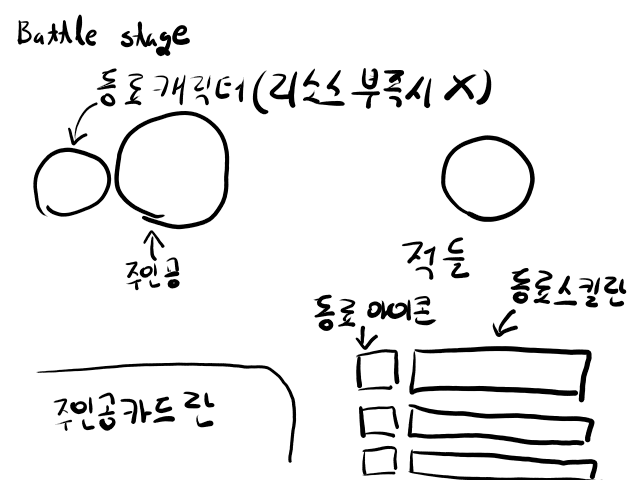 Battle stage
동료캐릭터(리소스 부족시 X)
주인공
적들
동료스킬란
동료 아이콘
주인공카드란